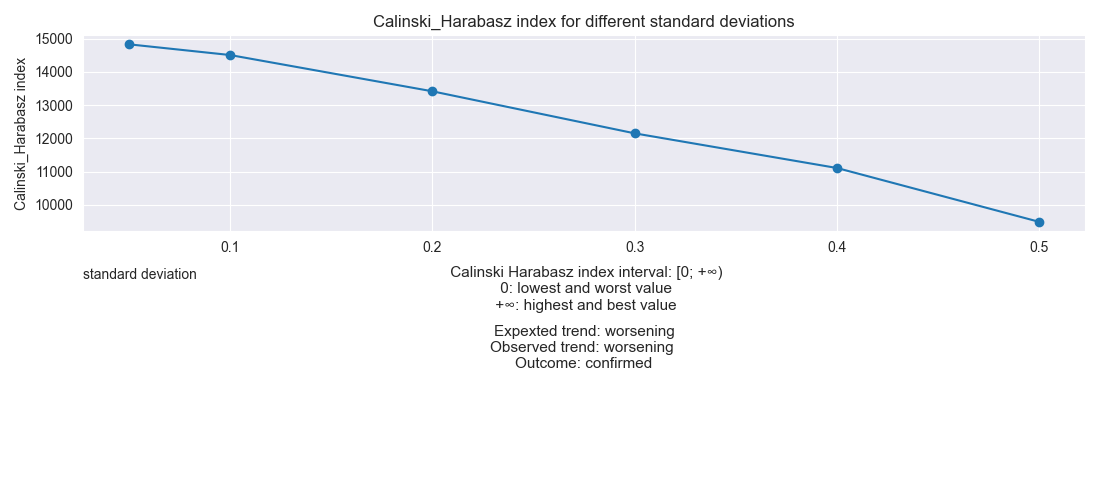 Calinski_Harabasz index for different standard deviations
Calinski_Harabasz index
15000
14000
13000
12000
11000
10000
0.1 0.2 0.3 0.4 0.5
standard deviation
Calinski Harabasz index interval: [0; +∞)
0: lowest and worst value
+∞: highest and best value
Expexted trend: worsening
Observed trend: worsening
Outcome: confirmed